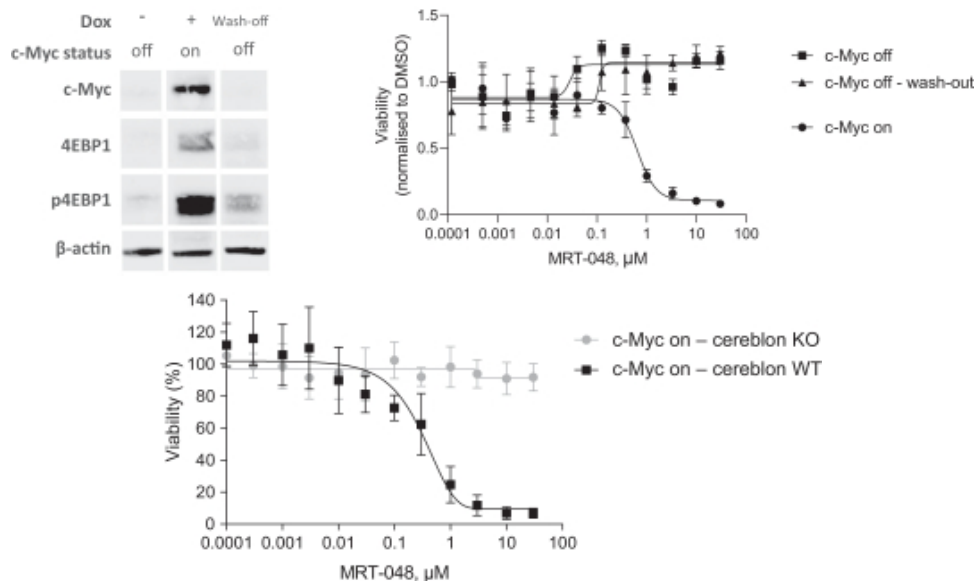 Dox - + Wash-off
c-Myc status off on off
c-Myc
4EBP1
p4EBP1
β-actin
Viability
(normalised to DMSO)
1.5
1.0
0.5
0.0
0.0001 0.001 0.01 0.1 1 10 100
MRT-048, µM
c-Myc off
c-Myc off - wash-out
c-Myc on
Viability (%)
140
120
100
80
60
40
20
0
0.0001 0.001 0.01 0.1 1 10 100
MRT-048, µM
c-Myc on – cereblon KO
c-Myc on – cereblon WT